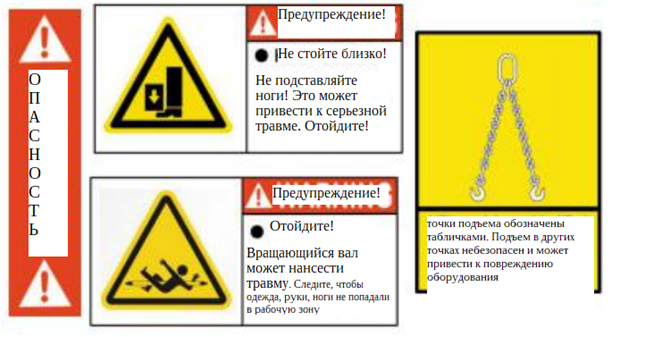 О
П
А
С
Н
О
С
Т
Ь
Предупреждение!
Не стойте близко!
Не подставляйте
ноги! Это может
привести к серьезной
травме. Отойдите!
Предупреждение!
Отойдите!
Вращающийся вал
может нансести
травму. Следите, чтобы
одежда, руки, ноги не попадали
в рабочую зону
точки подъема обозначены
табличками. Подъем в других
точках небезопасен и может
привести к повреждению
оборудования